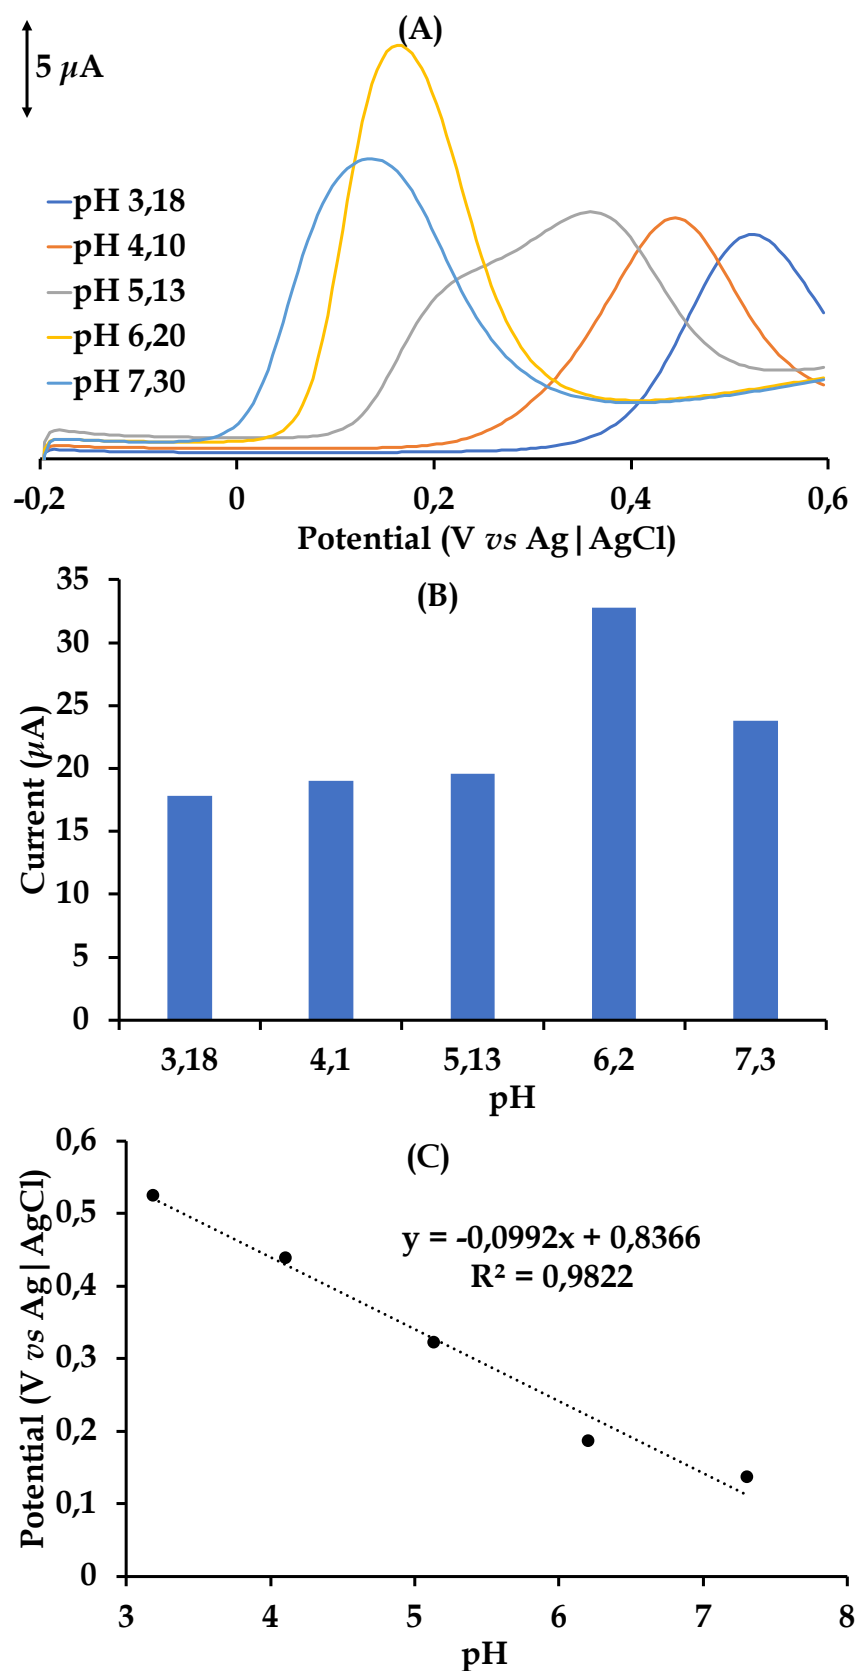 (A)
5 µA
pH 3,18
pH 4,10
pH 5,13
pH 6,20
pH 7,30
-0,2 0 0,2 0,4 0,6
Potential (V vs Ag|AgCl)
(B)
Current (µA)
35
30
25
20
15
10
5
0
3,18 4,1 5,13 6,2 7,3
pH
(C)
Potential (V vs Ag|AgCl)
0,6
0,5
0,4
0,3
0,2
0,1
0
y = -0,0992x + 0,8366
R² = 0,9822
3 4 5 6 7 8
pH